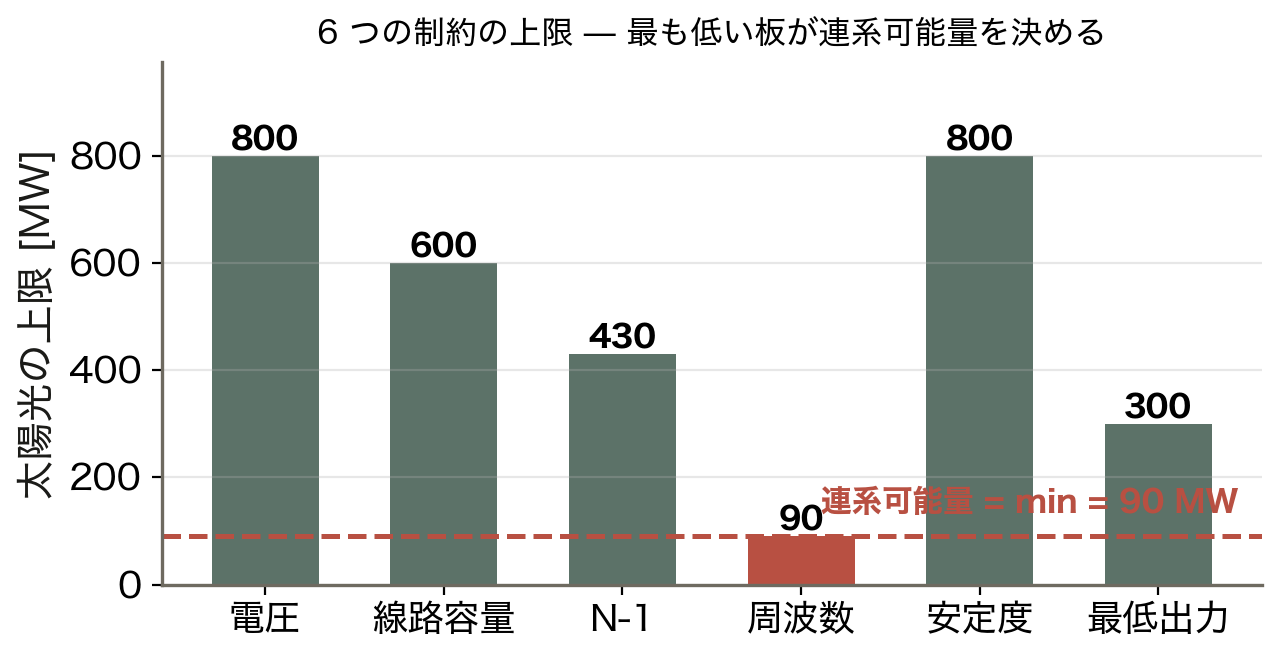 6 つの制約の上限 — 最も低い板が連系可能量を決める
太陽光の上限 [MW]
800
600
400
200
0
800
600
430
90
800
300
連系可能量 = min = 90 MW
電圧
線路容量
N-1
周波数
安定度
最低出力